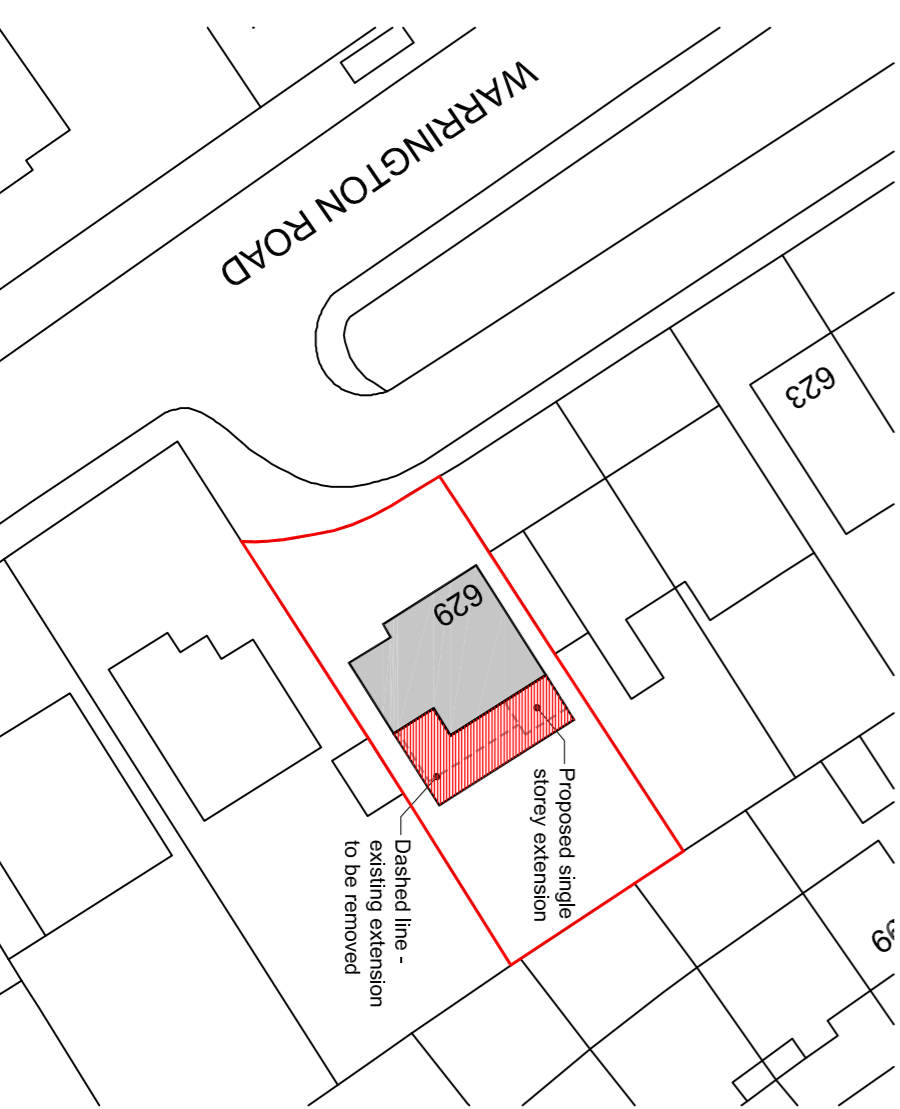 WARRINGTON ROAD
623
629
Proposed single
storey extension
Dashed line -
existing extension
to be removed